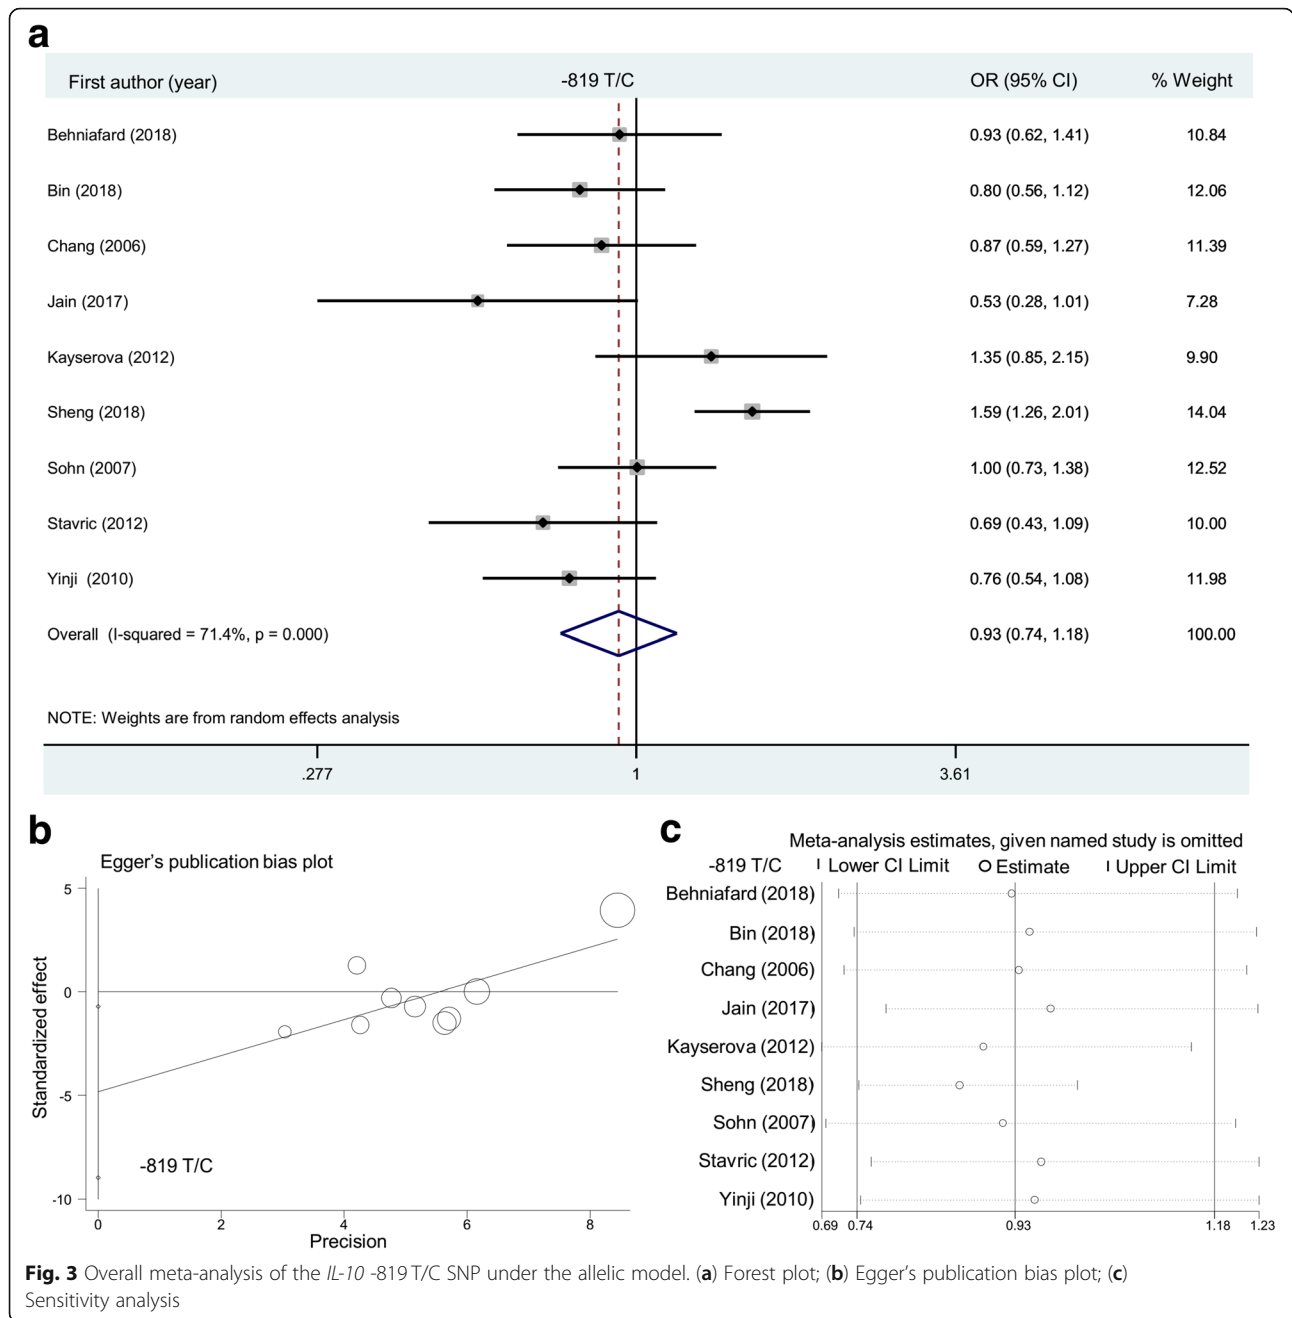 a
First author (year) -819 T/C OR (95% CI) % Weight
Behniafard (2018) 0.93 (0.62, 1.41) 10.84
Bin (2018) 0.80 (0.56, 1.12) 12.06
Chang (2006) 0.87 (0.59, 1.27) 11.39
Jain (2017) 0.53 (0.28, 1.01) 7.28
Kayserova (2012) 1.35 (0.85, 2.15) 9.90
Sheng (2018) 1.59 (1.26, 2.01) 14.04
Sohn (2007) 1.00 (0.73, 1.38) 12.52
Stavric (2012) 0.69 (0.43, 1.09) 10.00
Yinji (2010) 0.76 (0.54, 1.08) 11.98
Overall (I-squared = 71.4%, p = 0.000) 0.93 (0.74, 1.18) 100.00
NOTE: Weights are from random effects analysis
.277 1 3.61
b
Egger's publication bias plot
Standardized effect
5
0
-5
-10
-819 T/C
0 2 4 6 8
Precision
c
Meta-analysis estimates, given named study is omitted
-819 T/C Lower CI Limit Estimate Upper CI Limit
Behniafard (2018)
Bin (2018)
Chang (2006)
Jain (2017)
Kayserova (2012)
Sheng (2018)
Sohn (2007)
Stavric (2012)
Yinji (2010)
0.69 0.74 0.93 1.18 1.23
Fig. 3 Overall meta-analysis of the IL-10 -819 T/C SNP under the allelic model. (a) Forest plot; (b) Egger's publication bias plot; (c)
Sensitivity analysis